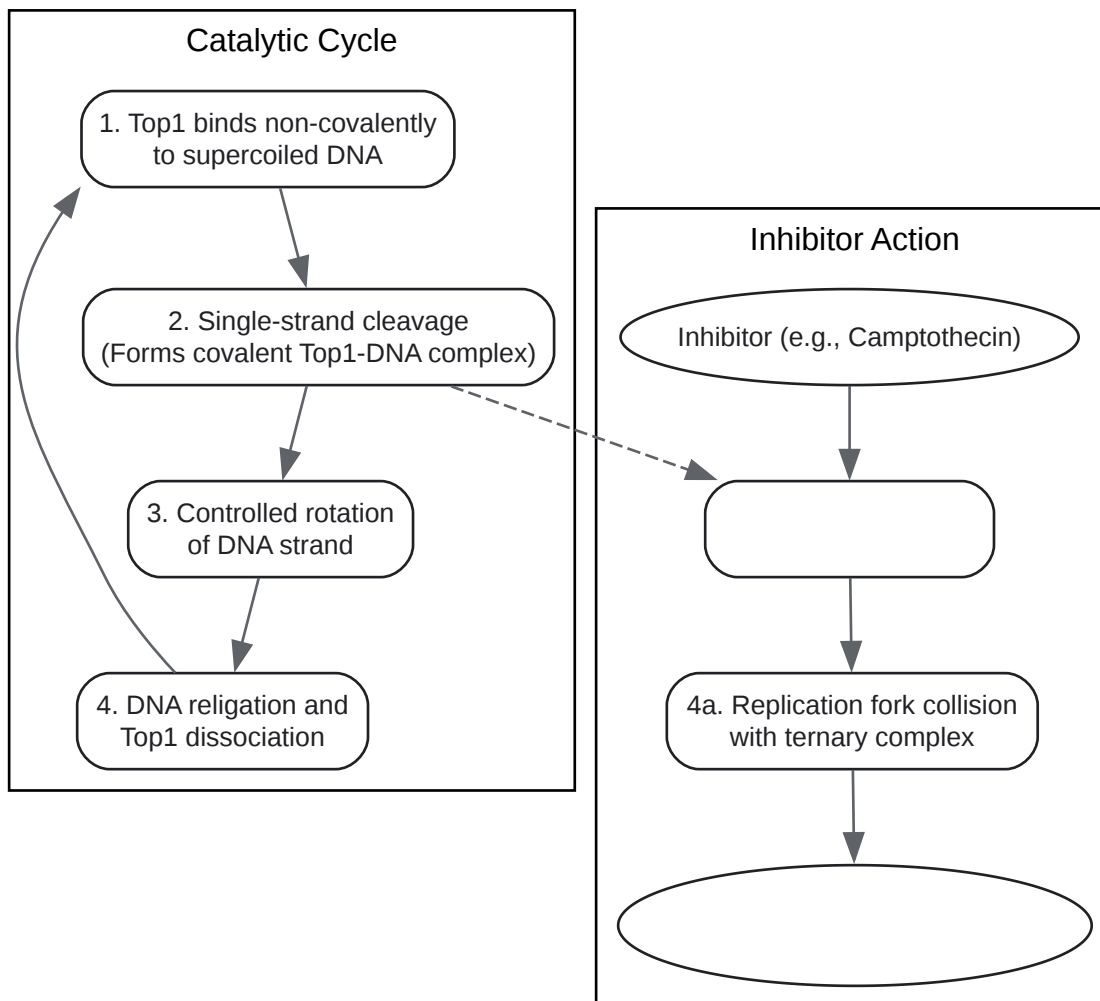 Catalytic Cycle
1. Top1 binds non-covalently
to supercoiled DNA
2. Single-strand cleavage
(Forms covalent Top1-DNA complex)
3. Controlled rotation
of DNA strand
4. DNA religation and
Top1 dissociation
Inhibitor Action
Inhibitor (e.g., Camptothecin)
4a. Replication fork collision
with ternary complex